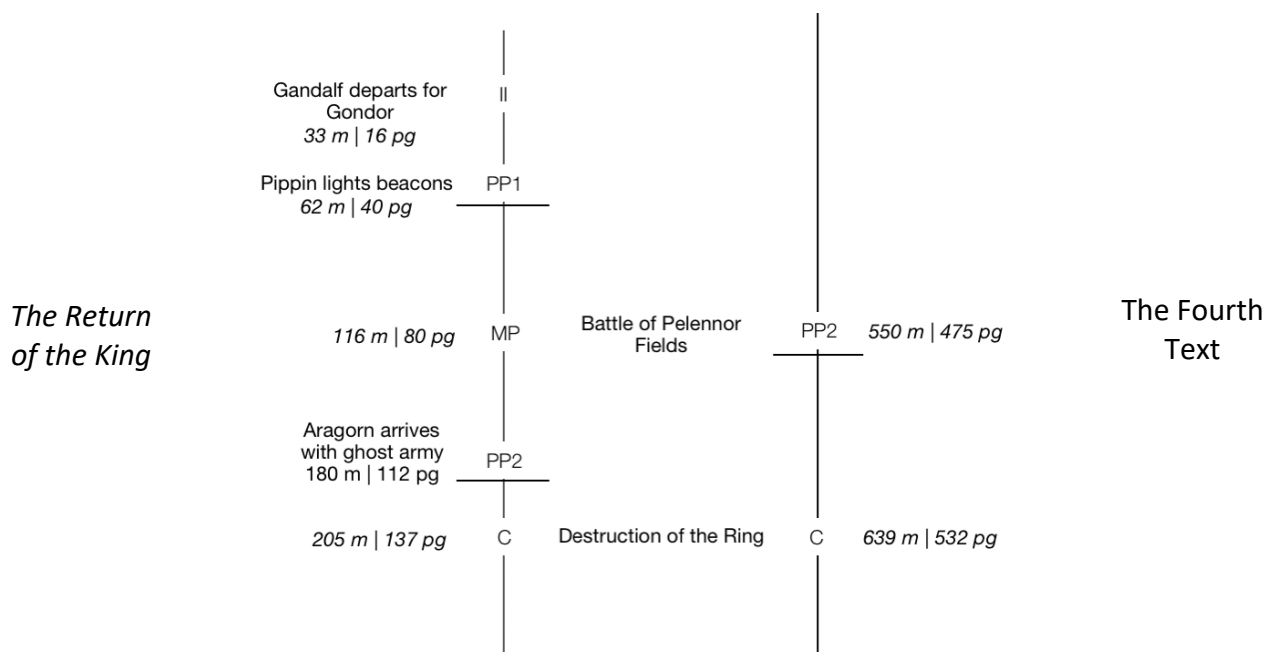 Gandalf departs for
Gondor
33 m | 16 pg
II
Pippin lights beacons
62 m | 40 pg
PP1
The Return
of the King
116 m | 80 pg
MP
Battle of Pelennor
Fields
PP2
550 m | 475 pg
The Fourth
Text
Aragorn arrives
with ghost army
180 m | 112 pg
PP2
205 m | 137 pg
C
Destruction of the Ring
C
639 m | 532 pg